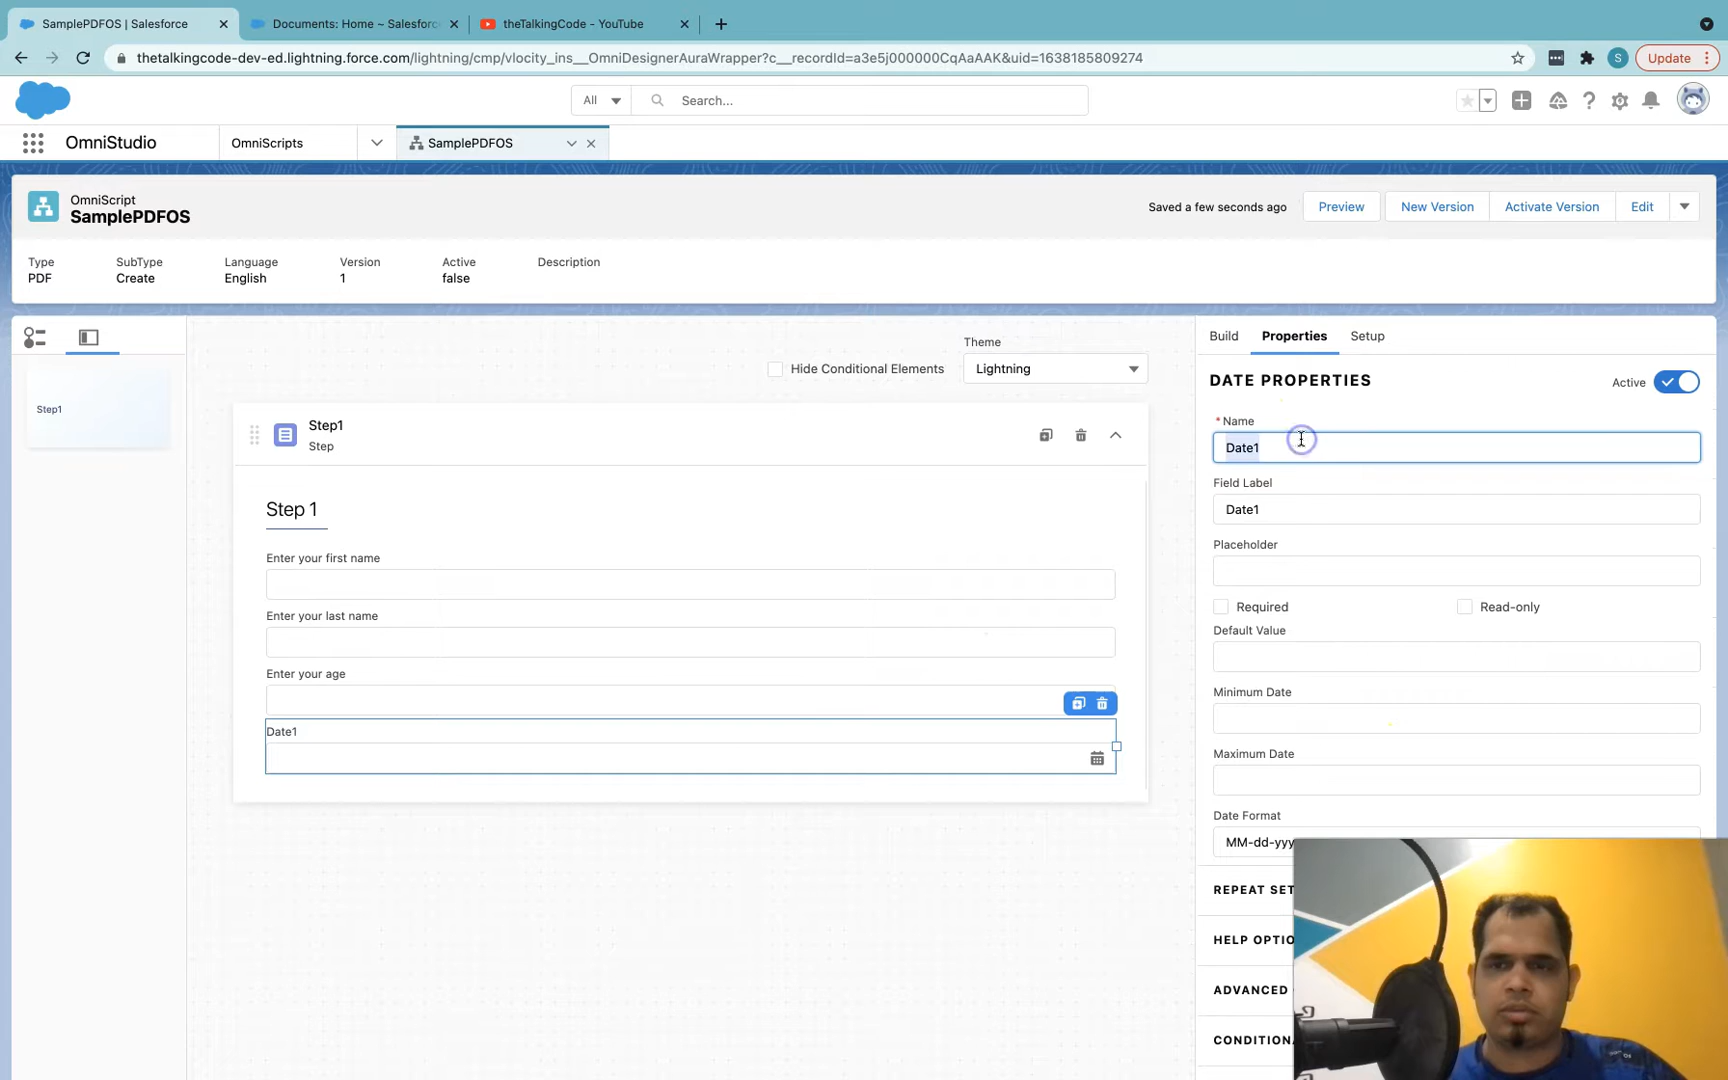 SamplePDFOS | Salesforce
Documents: Home ~ Salesforce
theTalkingCode - YouTube
thetalkingcode-dev-ed.lightning.force.com/lightning/cmp/vlocity_ins__OmniDesignerAuraWrapper?c__recordId=a3e5j000000CqAaAAK&uid=1638185809274
S
Update
All
Search...
OmniStudio
OmniScripts
SamplePDFOS
OmniScript
SamplePDFOS
Saved a few seconds ago
Preview
New Version
Activate Version
Edit
Type
PDF
SubType
Create
Language
English
Version
1
Active
false
Description
Step1
Hide Conditional Elements
Theme
Lightning
Step1
Step
Step 1
Enter your first name
Enter your last name
Enter your age
Date1
Build
Properties
Setup
DATE PROPERTIES
Active
* Name
Date1
Field Label
Date1
Placeholder
Required
Read-only
Default Value
Minimum Date
Maximum Date
Date Format
MM-dd-yyy
REPEAT SET
HELP OPTIO
ADVANCED
CONDITIONA